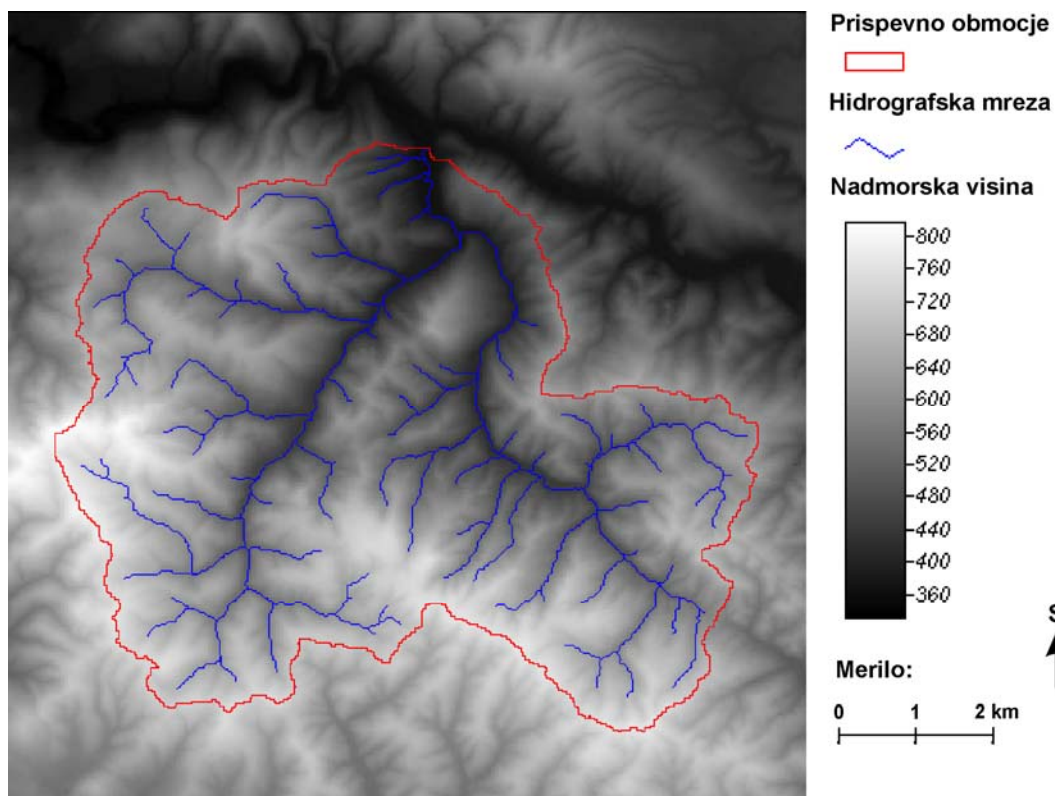 Prispevno obmocje
Hidrografska mreza
Nadmorska visina
800
760
720
680
640
600
560
520
480
440
400
360
S
Merilo:
0 1 2 km